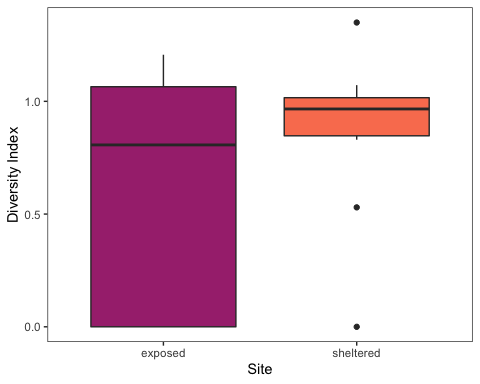 Diversity Index
1.0
0.5
0.0
exposed sheltered
Site